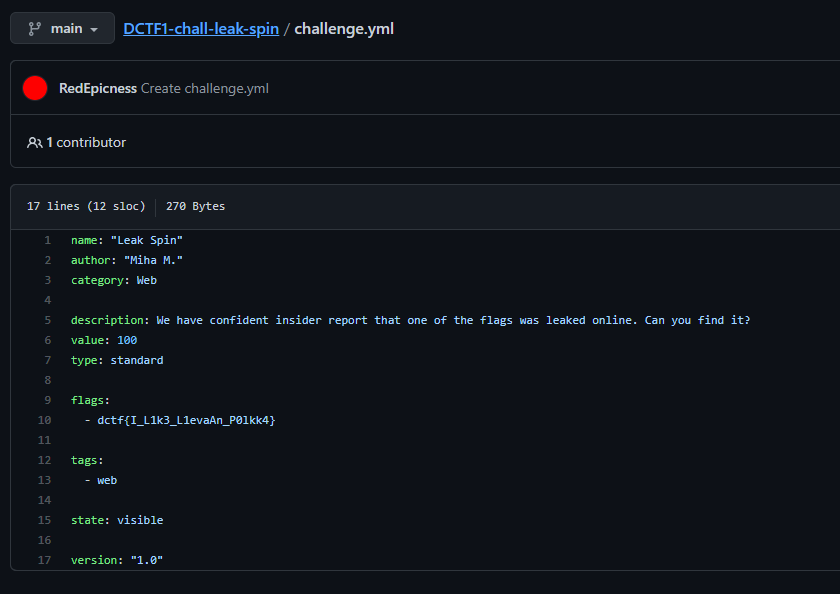 main
DCTF1-chall-leak-spin / challenge.yml
RedEpicness Create challenge.yml
1 contributor
17 lines (12 sloc) 270 Bytes
1 name: "Leak Spin"
2 author: "Miha M."
3 category: Web
4
5 description: We have confident insider report that one of the flags was leaked online. Can you find it?
6 value: 100
7 type: standard
8
9 flags:
10 - dctf{I_L1k3_L1evaAn_P0lkk4}
11
12 tags:
13 - web
14
15 state: visible
16
17 version: "1.0"